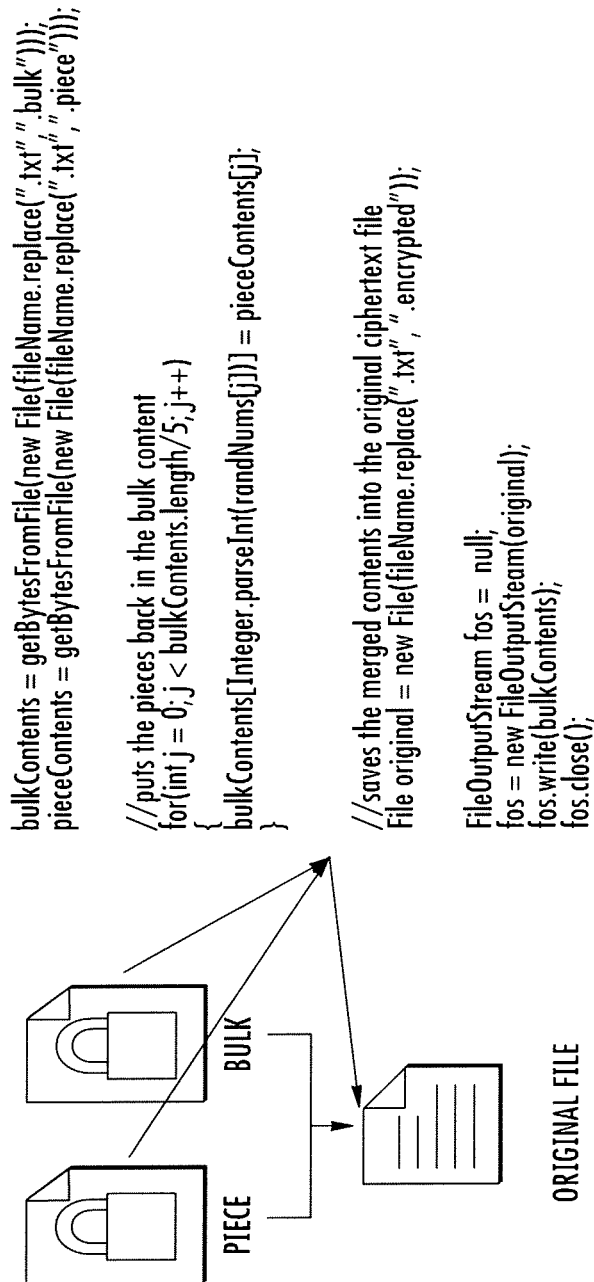 bulkContents = getBytesFromFile(new File(fileName.replace(".txt",".bulk")));
pieceContents = getBytesFromFile(new File(fileName.replace(".txt",".piece")));
//puts the pieces back in the bulk content
for(int j = 0; j < bulkContents.length/5; j++)
{
bulkContents[Integer.parseInt(randNums[j])] = pieceContents[j];
}
//saves the merged contents into the original ciphertext file
File original = new File(fileName.replace(".txt", ".encrypted"));
FileOutputStream fos = null;
fos = new FileOutputSteam(original);
fos.write(bulkContents);
fos.close();
PIECE
BULK
ORIGINAL FILE